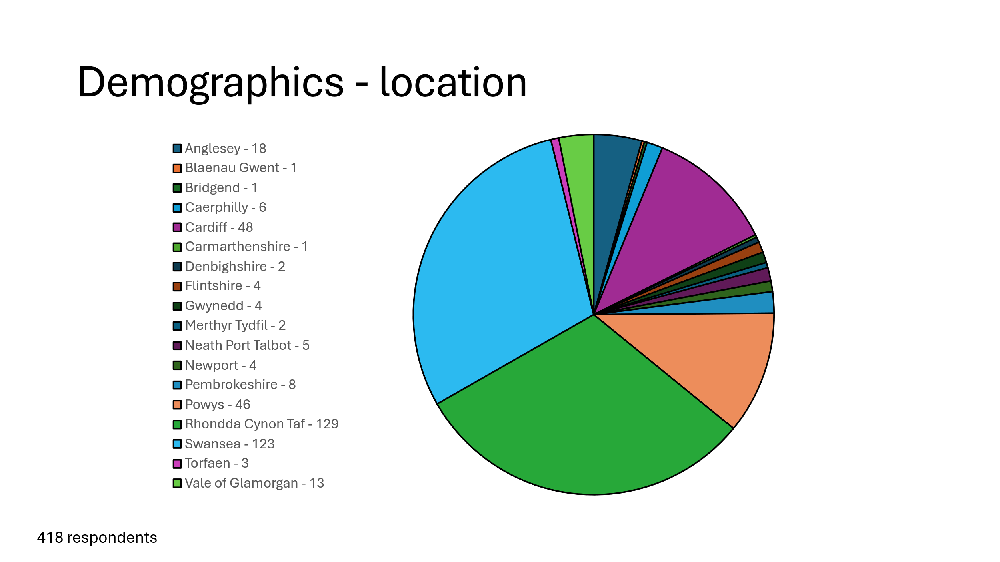 Demographics - location
Anglesey - 18
Blaenau Gwent - 1
Bridgend - 1
Caerphilly - 6
Cardiff - 48
Carmarthenshire - 1
Denbighshire - 2
Flintshire - 4
Gwynedd - 4
Merthyr Tydfil - 2
Neath Port Talbot - 5
Newport - 4
Pembrokeshire - 8
Powys - 46
Rhondda Cynon Taf - 129
Swansea - 123
Torfaen - 3
Vale of Glamorgan - 13
418 respondents